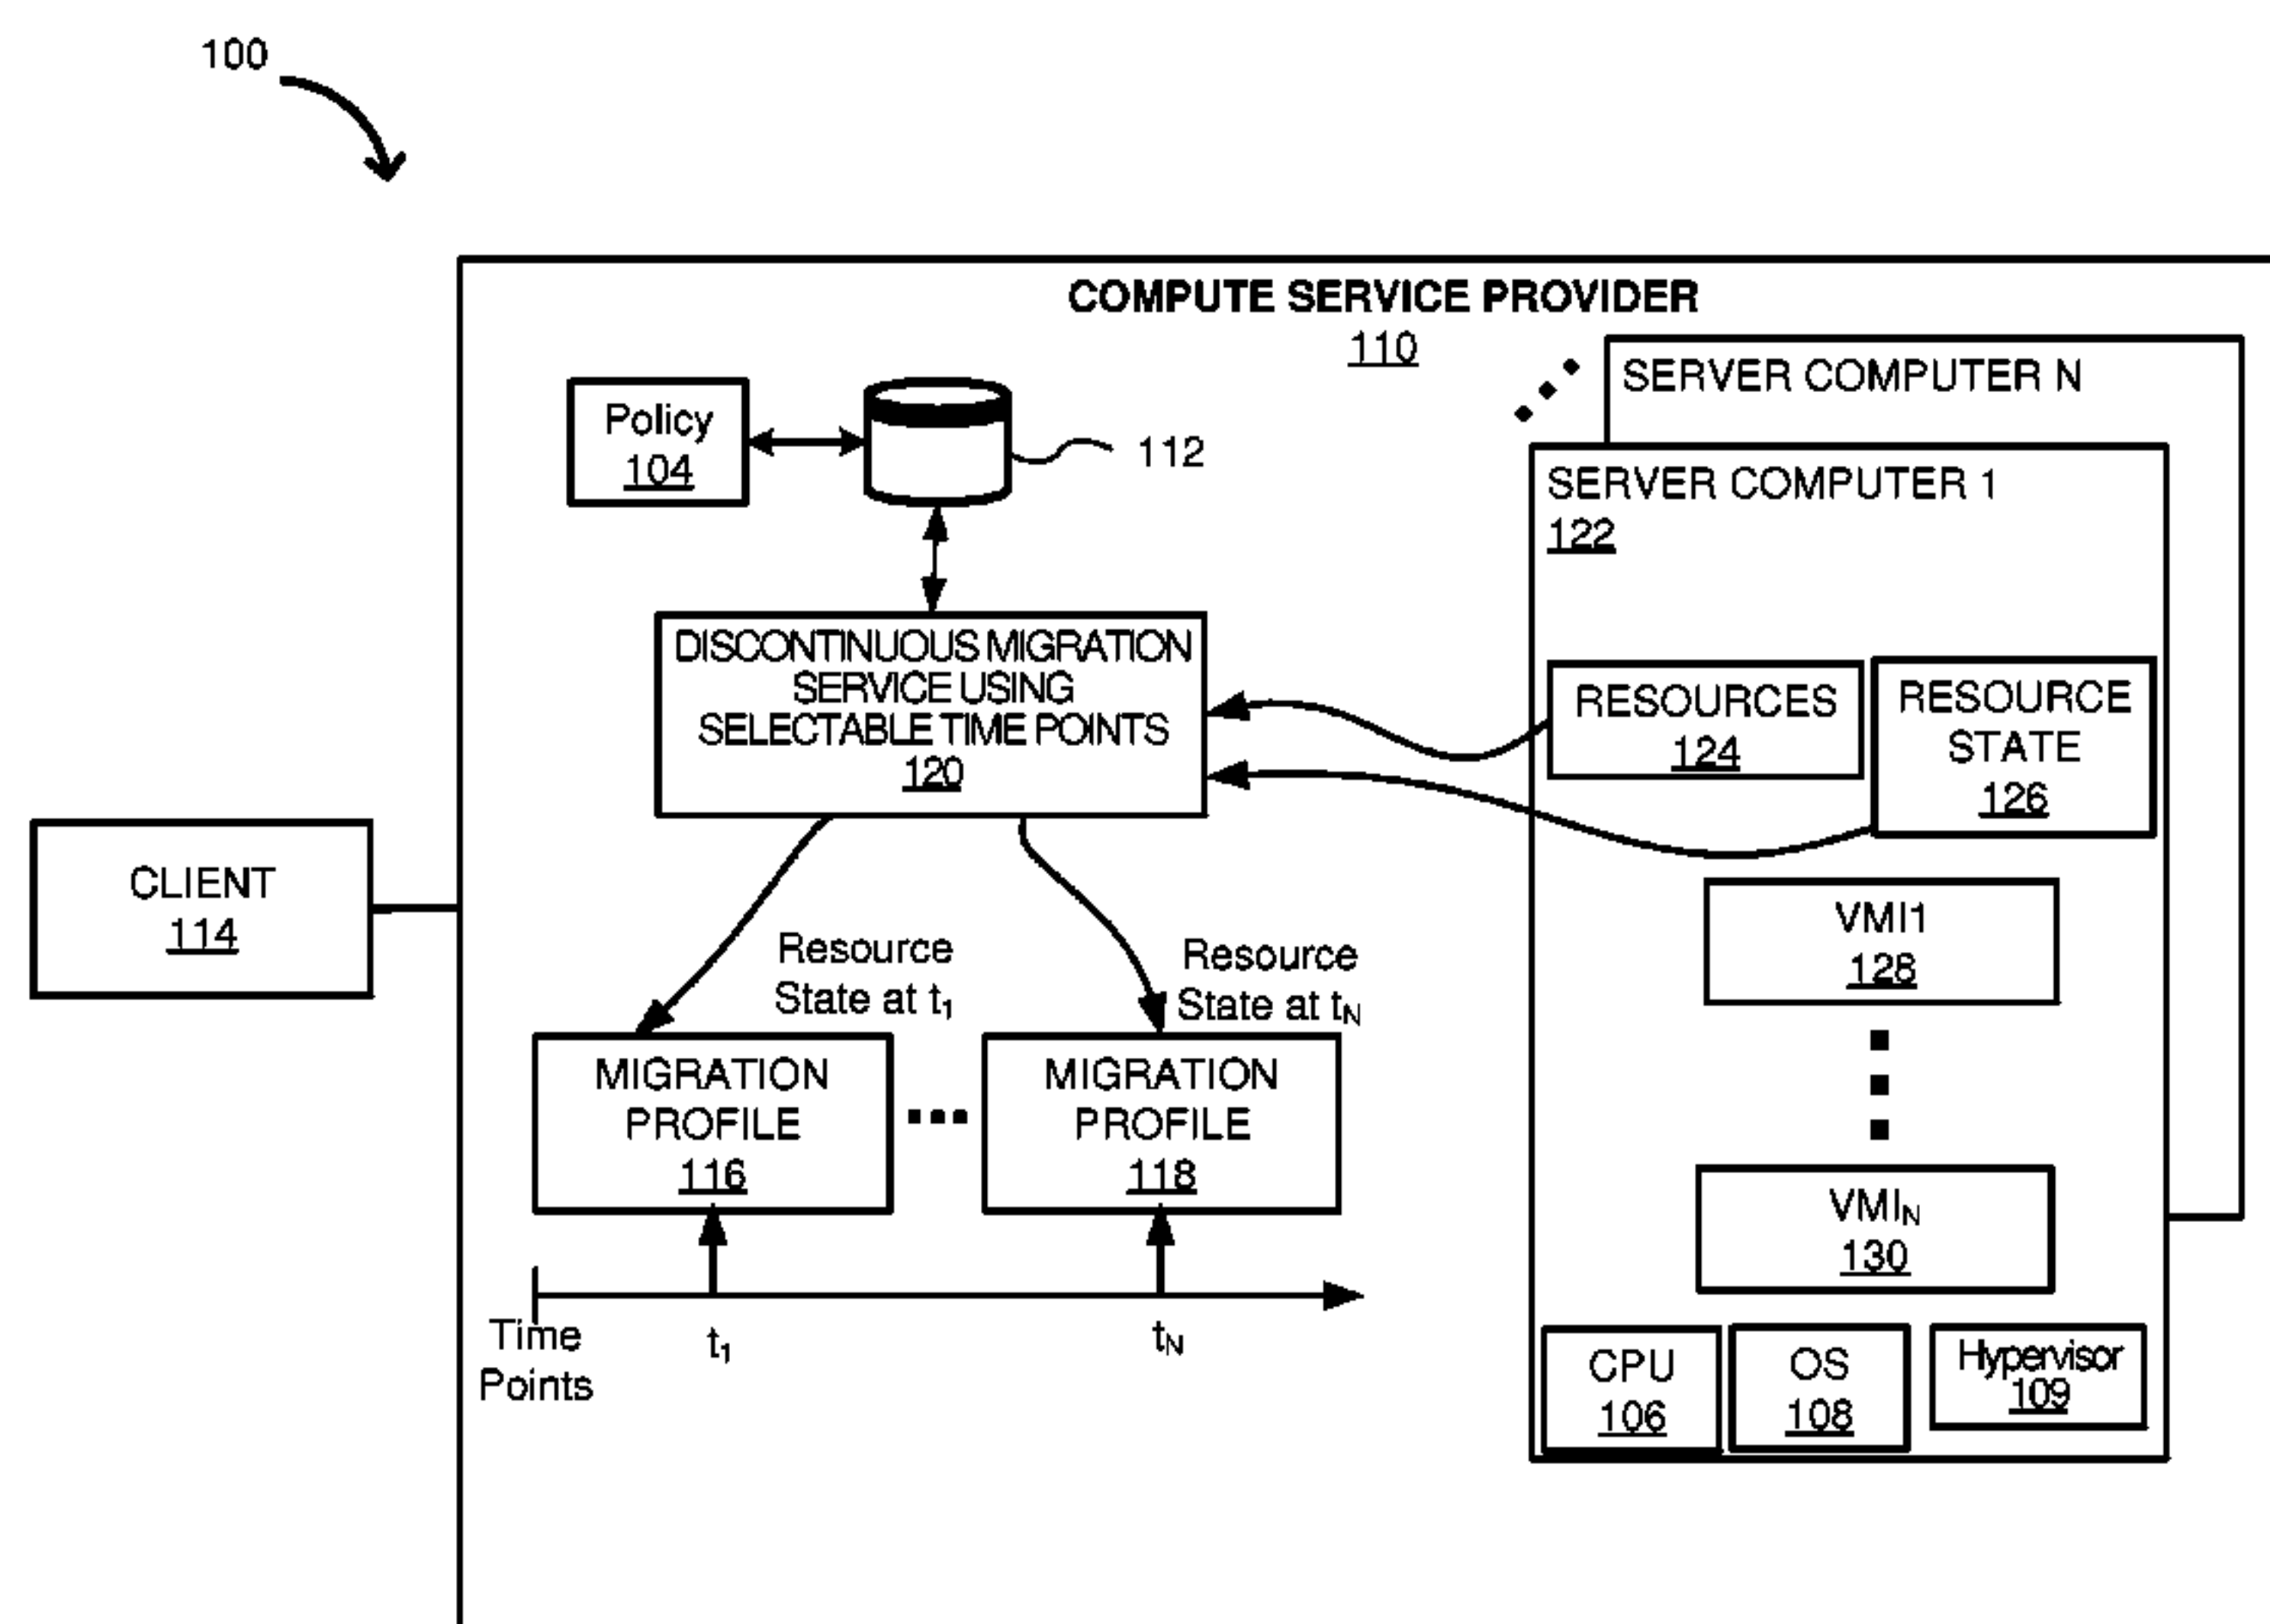 100
COMPUTE SERVICE PROVIDER
110
Policy
104
112
SERVER COMPUTER N
SERVER COMPUTER 1
122
DISCONTINUOUS MIGRATION
SERVICE USING
SELECTABLE TIME POINTS
120
RESOURCES
124
RESOURCE
STATE
126
CLIENT
114
Resource
State at t₁
Resource
State at tN
VMI1
128
MIGRATION
PROFILE
116
MIGRATION
PROFILE
118
VMIN
130
Time
Points
t₁
tN
CPU
106
OS
108
Hypervisor
109